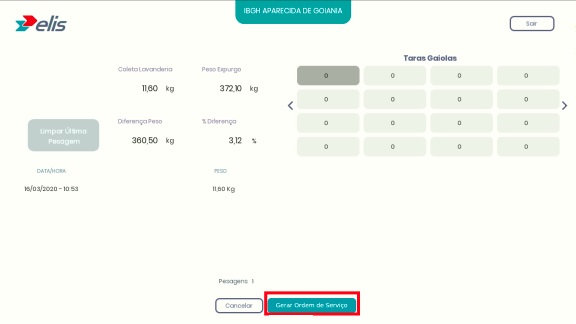 elis
IBGH APARECIDA DE GOIANIA
Sair
Coleta Lavanderia
Peso Expurgo
11,60 kg
372,10 kg
Diferença Peso
% Diferença
360,50 kg
3,12 %
Limpar Última
Pesagem
DATA/HORA
PESO
16/03/2020 - 10:53
11,60 Kg
Taras Gaiolas
0 0 0 0
0 0 0 0
0 0 0 0
0 0 0 0
Pesagens 1
Cancelar
Gerar Ordem de Serviço